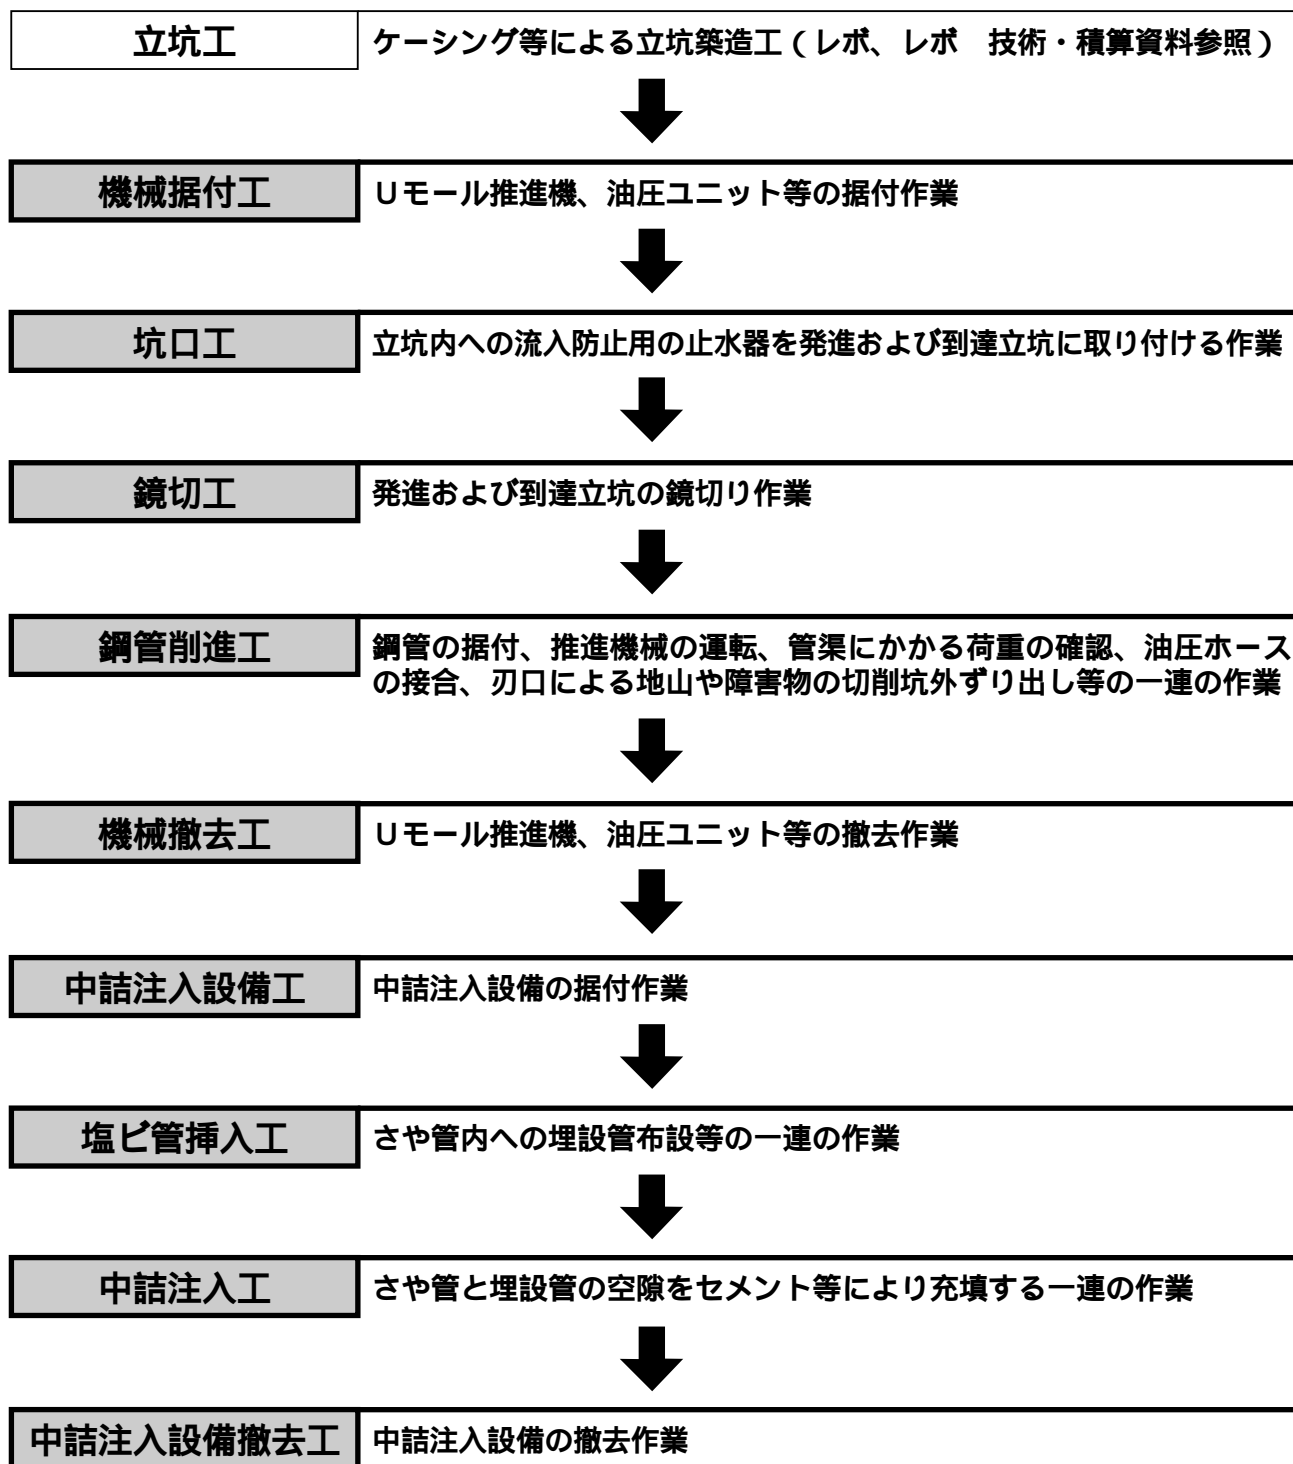 立坑工
ケーシング等による立坑築造工（レボ、レボ　技術・積算資料参照）
機械据付工
Ｕモール推進機、油圧ユニット等の据付作業
坑口工
立坑内への流入防止用の止水器を発進および到達立坑に取り付ける作業
鏡切工
発進および到達立坑の鏡切り作業
鋼管削進工
鋼管の据付、推進機械の運転、管渠にかかる荷重の確認、油圧ホース
の接合、刃口による地山や障害物の切削坑外ずり出し等の一連の作業
機械撤去工
Ｕモール推進機、油圧ユニット等の撤去作業
中詰注入設備工
中詰注入設備の据付作業
塩ビ管挿入工
さや管内への埋設管布設等の一連の作業
中詰注入工
さや管と埋設管の空隙をセメント等により充填する一連の作業
中詰注入設備撤去工
中詰注入設備の撤去作業